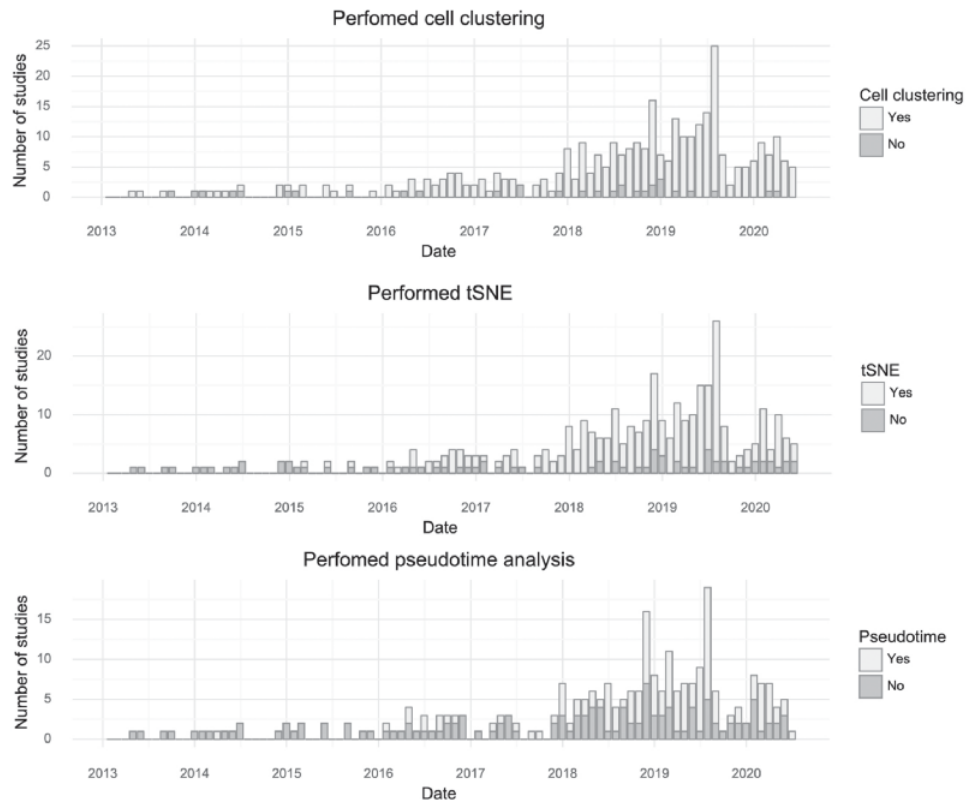 Perfomed cell clustering
25
20
15
10
5
0
Number of studies
2013 2014 2015 2016 2017 2018 2019 2020
Date
Cell clustering
Yes
No
Performed tSNE
20
10
0
Number of studies
2013 2014 2015 2016 2017 2018 2019 2020
Date
tSNE
Yes
No
Perfomed pseudotime analysis
15
10
5
0
Number of studies
2013 2014 2015 2016 2017 2018 2019 2020
Date
Pseudotime
Yes
No